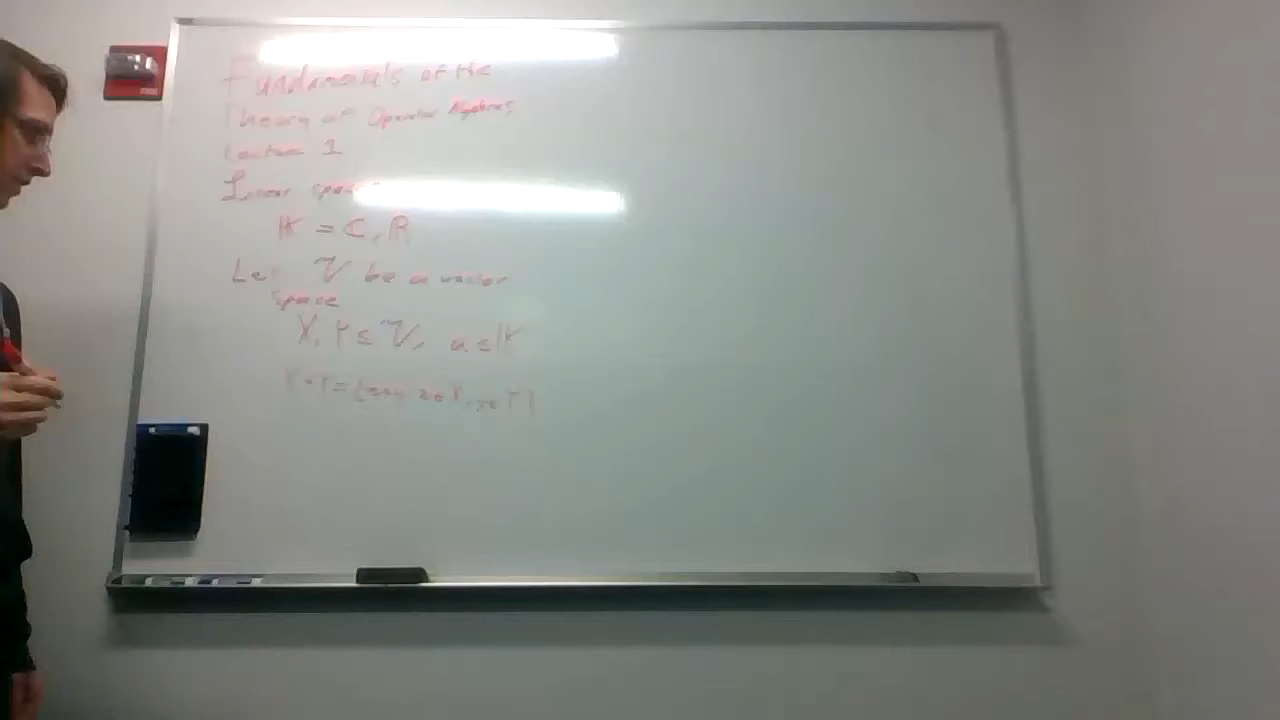 Fundamentals of the
Theory of Operator Algebras
Lecture 1
Linear spaces
𝕂 = ℂ, ℝ
Let 𝒱 be a vector
space
X, Y ⊆ 𝒱, a ∈ 𝕂
X + Y = {x+y, x ∈ X, y ∈ Y}